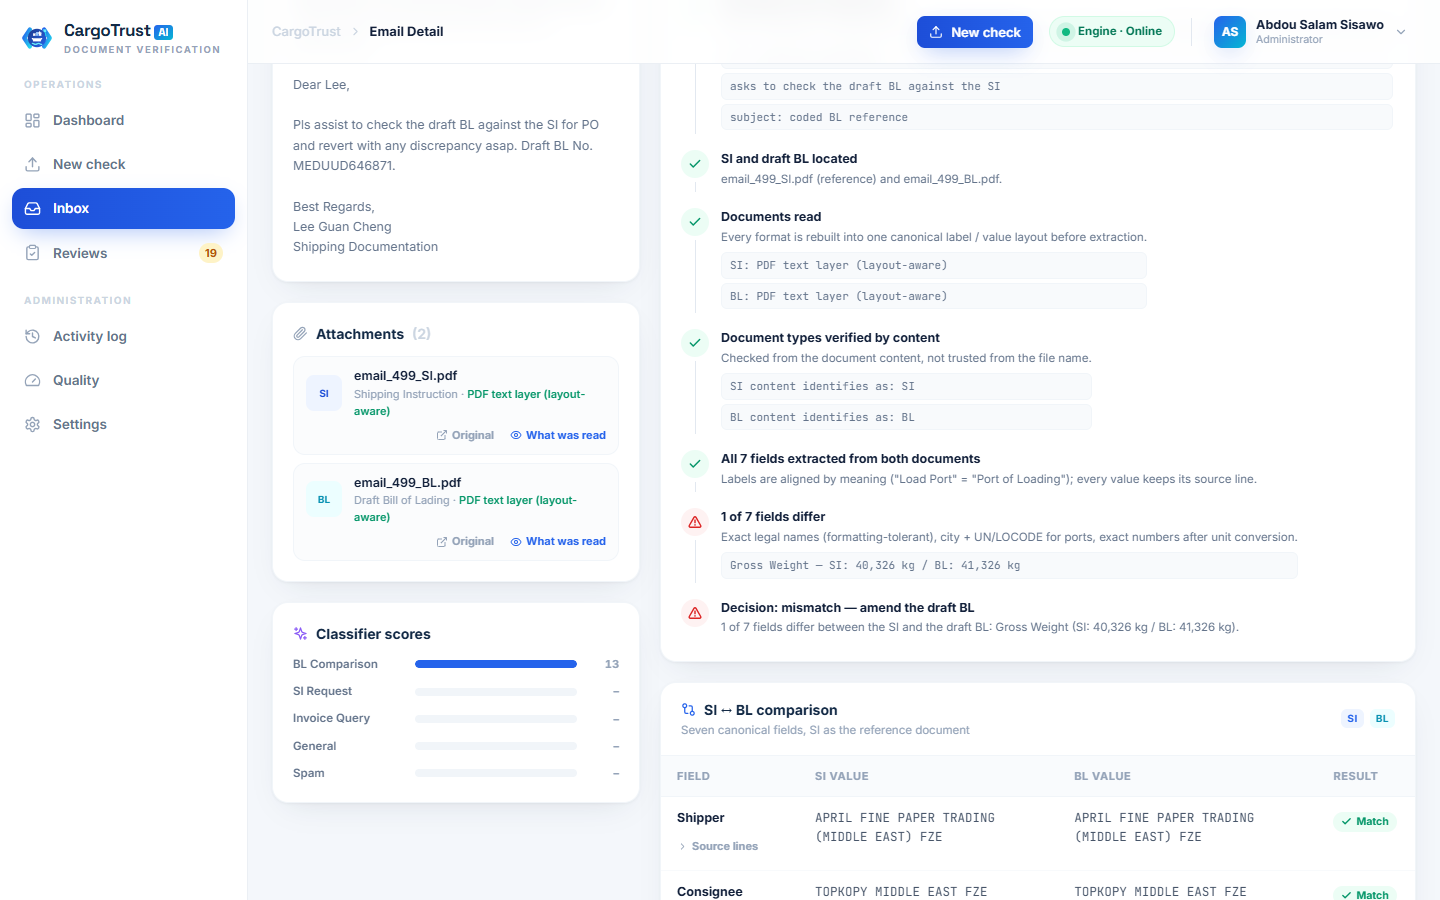 CargoTrust AI
DOCUMENT VERIFICATION
CargoTrust > Email Detail
New check
Engine · Online
AS
Abdou Salam Sisawo
Administrator
OPERATIONS
Dashboard
New check
Inbox
Reviews 19
ADMINISTRATION
Activity log
Quality
Settings
Dear Lee,
Pls assist to check the draft BL against the SI for PO
and revert with any discrepancy asap. Draft BL No.
MEDUUD646871.
Best Regards,
Lee Guan Cheng
Shipping Documentation
Attachments (2)
SI
email_499_SI.pdf
Shipping Instruction · PDF text layer (layout-
aware)
Original What was read
BL
email_499_BL.pdf
Draft Bill of Lading · PDF text layer (layout-
aware)
Original What was read
Classifier scores
BL Comparison 13
SI Request –
Invoice Query –
General –
Spam –
asks to check the draft BL against the SI
subject: coded BL reference
SI and draft BL located
email_499_SI.pdf (reference) and email_499_BL.pdf.
Documents read
Every format is rebuilt into one canonical label / value layout before extraction.
SI: PDF text layer (layout-aware)
BL: PDF text layer (layout-aware)
Document types verified by content
Checked from the document content, not trusted from the file name.
SI content identifies as: SI
BL content identifies as: BL
All 7 fields extracted from both documents
Labels are aligned by meaning ("Load Port" = "Port of Loading"); every value keeps its source line.
1 of 7 fields differ
Exact legal names (formatting-tolerant), city + UN/LOCODE for ports, exact numbers after unit conversion.
Gross Weight — SI: 40,326 kg / BL: 41,326 kg
Decision: mismatch — amend the draft BL
1 of 7 fields differ between the SI and the draft BL: Gross Weight (SI: 40,326 kg / BL: 41,326 kg).
SI ↔ BL comparison
Seven canonical fields, SI as the reference document
SI BL
FIELD SI VALUE BL VALUE RESULT
Shipper
APRIL FINE PAPER TRADING
(MIDDLE EAST) FZE
APRIL FINE PAPER TRADING
(MIDDLE EAST) FZE
Match
Source lines
Consignee TOPKOPY MIDDLE EAST FZE TOPKOPY MIDDLE EAST FZE Match